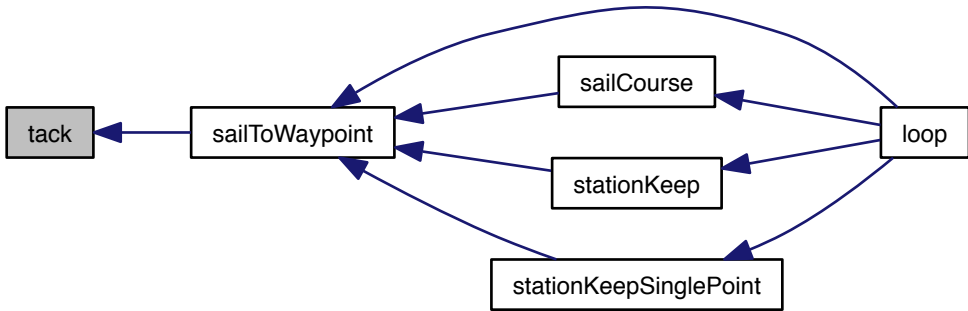 tack
sailToWaypoint
sailCourse
stationKeep
stationKeepSinglePoint
loop